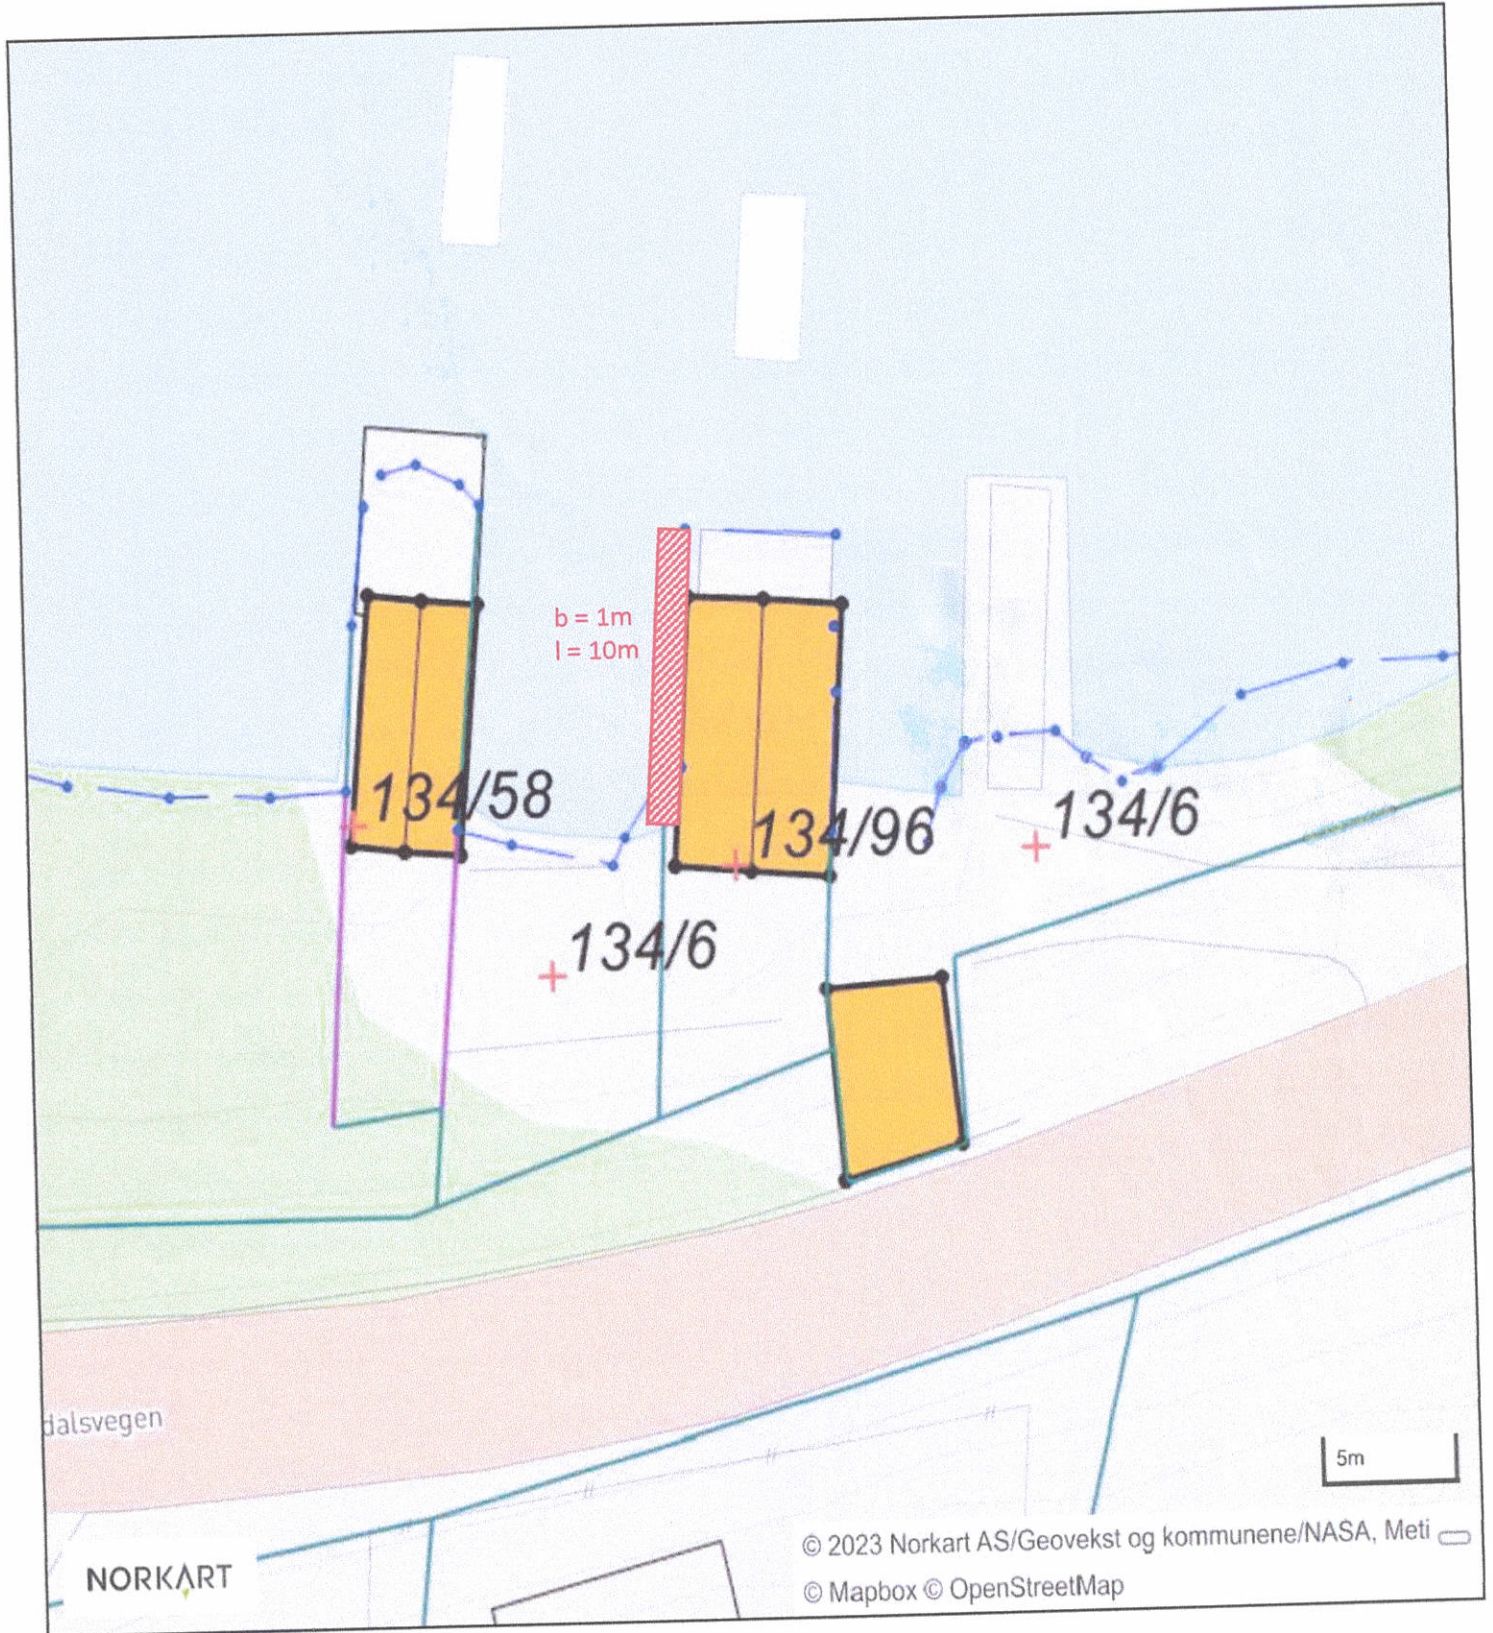 b = 1m
l = 10m
134/58
134/96
134/6
134/6
dalsvegen
5m
NORKART
© 2023 Norkart AS/Geovekst og kommunene/NASA, Meti
© Mapbox © OpenStreetMap